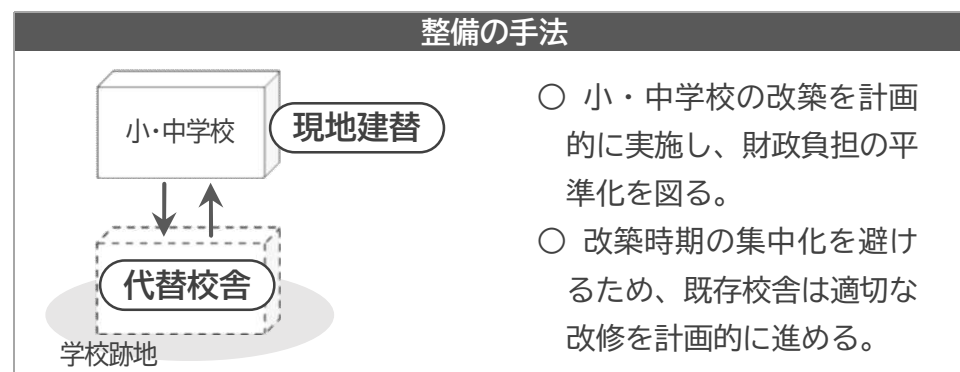 整備の手法
小・中学校
現地建替
代替校舎
学校跡地
〇 小・中学校の改築を計画
的に実施し、財政負担の平
準化を図る。
〇 改築時期の集中化を避け
るため、既存校舎は適切な
改修を計画的に進める。